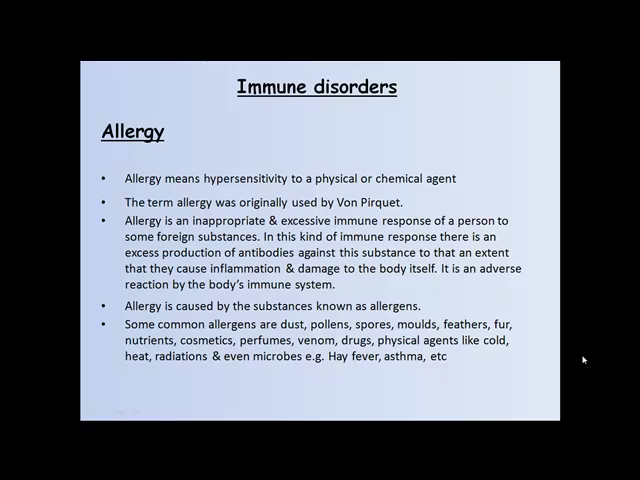 Immune disorders
Allergy
• Allergy means hypersensitivity to a physical or chemical agent
• The term allergy was originally used by Von Pirquet.
• Allergy is an inappropriate & excessive immune response of a person to
some foreign substances. In this kind of immune response there is an
excess production of antibodies against this substance to that an extent
that they cause inflammation & damage to the body itself. It is an adverse
reaction by the body's immune system.
• Allergy is caused by the substances known as allergens.
• Some common allergens are dust, pollens, spores, moulds, feathers, fur,
nutrients, cosmetics, perfumes, venom, drugs, physical agents like cold,
heat, radiations & even microbes e.g. Hay fever, asthma, etc